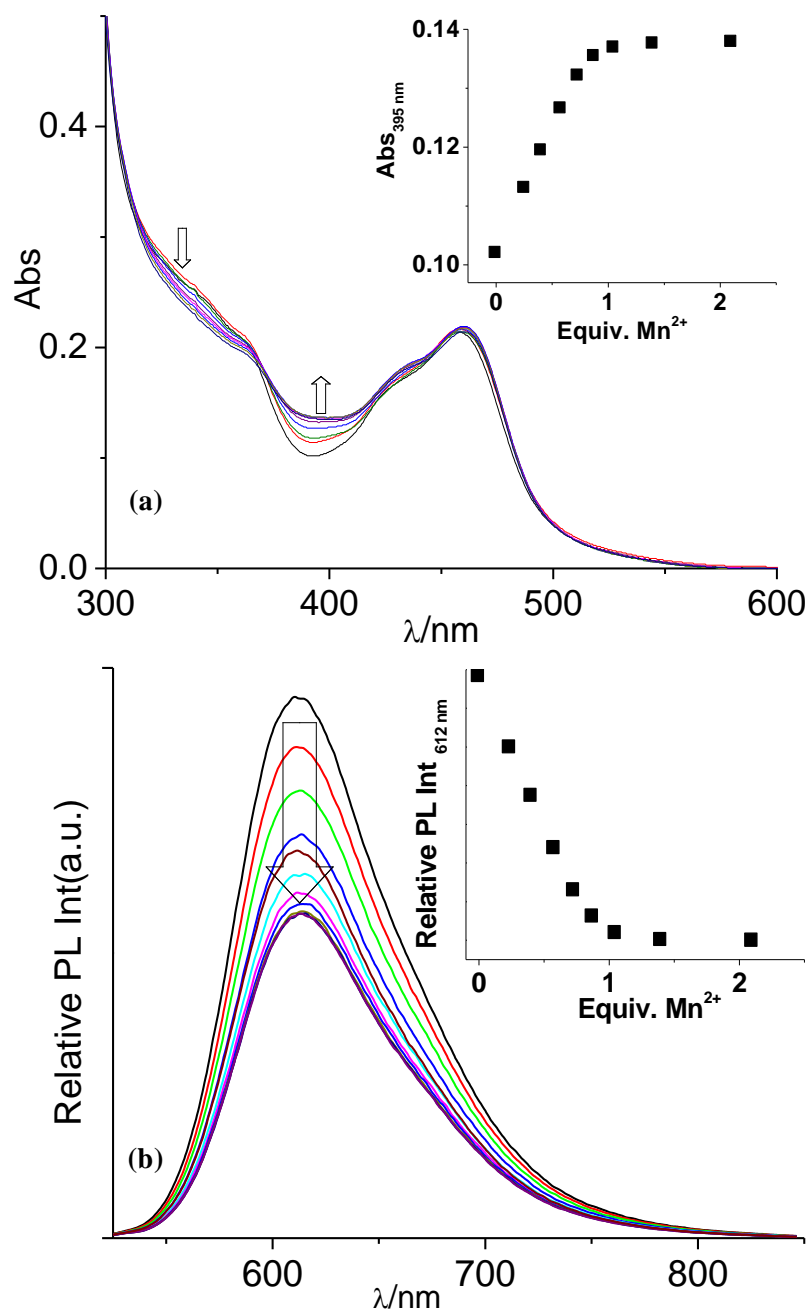 0.14
Abs395 nm
0.12
0.10
0
1
2
Equiv. Mn2+
0.4
Abs
0.2
0.0
(a)
300
400
500
600
λ/nm
Relative PL Int 612 nm
0
1
2
Equiv. Mn2+
Relative PL Int(a.u.)
(b)
600
700
800
λ/nm